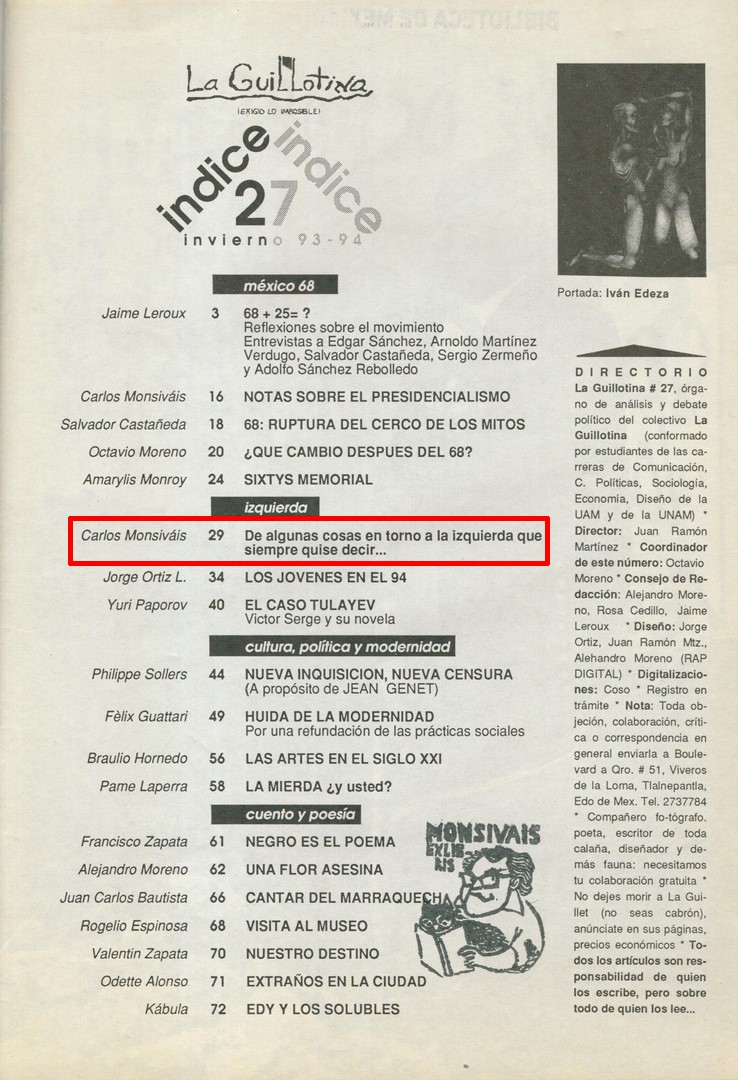 La Guillotina
¡EXIGID LO IMPOSIBLE!
indice indice
27
invierno 93-94
Portada: Iván Edeza
méxico 68
Jaime Leroux 3 68 + 25= ?
Reflexiones sobre el movimiento
Entrevistas a Edgar Sánchez, Arnoldo Martínez
Verdugo, Salvador Castañeda, Sergio Zermeño
y Adolfo Sánchez Rebolledo
Carlos Monsiváis 16 NOTAS SOBRE EL PRESIDENCIALISMO
Salvador Castañeda 18 68: RUPTURA DEL CERCO DE LOS MITOS
Octavio Moreno 20 ¿QUE CAMBIO DESPUES DEL 68?
Amarylis Monroy 24 SIXTYS MEMORIAL
izquierda
Carlos Monsiváis 29 De algunas cosas en torno a la izquierda que
siempre quise decir...
Jorge Ortiz L. 34 LOS JOVENES EN EL 94
Yuri Paporov 40 EL CASO TULAYEV
Victor Serge y su novela
cultura, política y modernidad
Philippe Sollers 44 NUEVA INQUISICION, NUEVA CENSURA
(A propósito de JEAN GENET)
Fèlix Guattari 49 HUIDA DE LA MODERNIDAD
Por una refundación de las prácticas sociales
Braulio Hornedo 56 LAS ARTES EN EL SIGLO XXI
Pame Laperra 58 LA MIERDA ¿y usted?
cuento y poesía
Francisco Zapata 61 NEGRO ES EL POEMA
Alejandro Moreno 62 UNA FLOR ASESINA
Juan Carlos Bautista 66 CANTAR DEL MARRAQUECHA
Rogelio Espinosa 68 VISITA AL MUSEO
Valentin Zapata 70 NUESTRO DESTINO
Odette Alonso 71 EXTRAÑOS EN LA CIUDAD
Kábula 72 EDY Y LOS SOLUBLES
MONSIVAIS
EXLIB
RIS
DIRECTORIO
La Guillotina # 27, órga-
no de análisis y debate
político del colectivo La
Guillotina (conformado
por estudiantes de las ca-
rreras de Comunicación,
C. Políticas, Sociología,
Economía, Diseño de la
UAM y de la UNAM) *
Director: Juan Ramón
Martínez * Coordinador
de este número: Octavio
Moreno * Consejo de Re-
dacción: Alejandro More-
no, Rosa Cedillo, Jaime
Leroux * Diseño: Jorge
Ortiz, Juan Ramón Mtz.,
Alehandro Moreno (RAP
DIGITAL) * Digitalizacio-
nes: Coso * Registro en
trámite * Nota: Toda ob-
jeción, colaboración, críti-
ca o correspondencia en
general enviarla a Boule-
vard a Qro. # 51, Viveros
de la Loma, Tlalnepantla,
Edo de Mex. Tel. 2737784
* Compañero fo-tógrafo.
poeta, escritor de toda
calaña, diseñador y de-
más fauna: necesitamos
tu colaboración gratuita *
No dejes morir a La Gui-
llet (no seas cabrón),
anúnciate en sus páginas,
precios económicos * To-
dos los artículos son res-
ponsabilidad de quien
los escribe, pero sobre
todo de quien los lee...